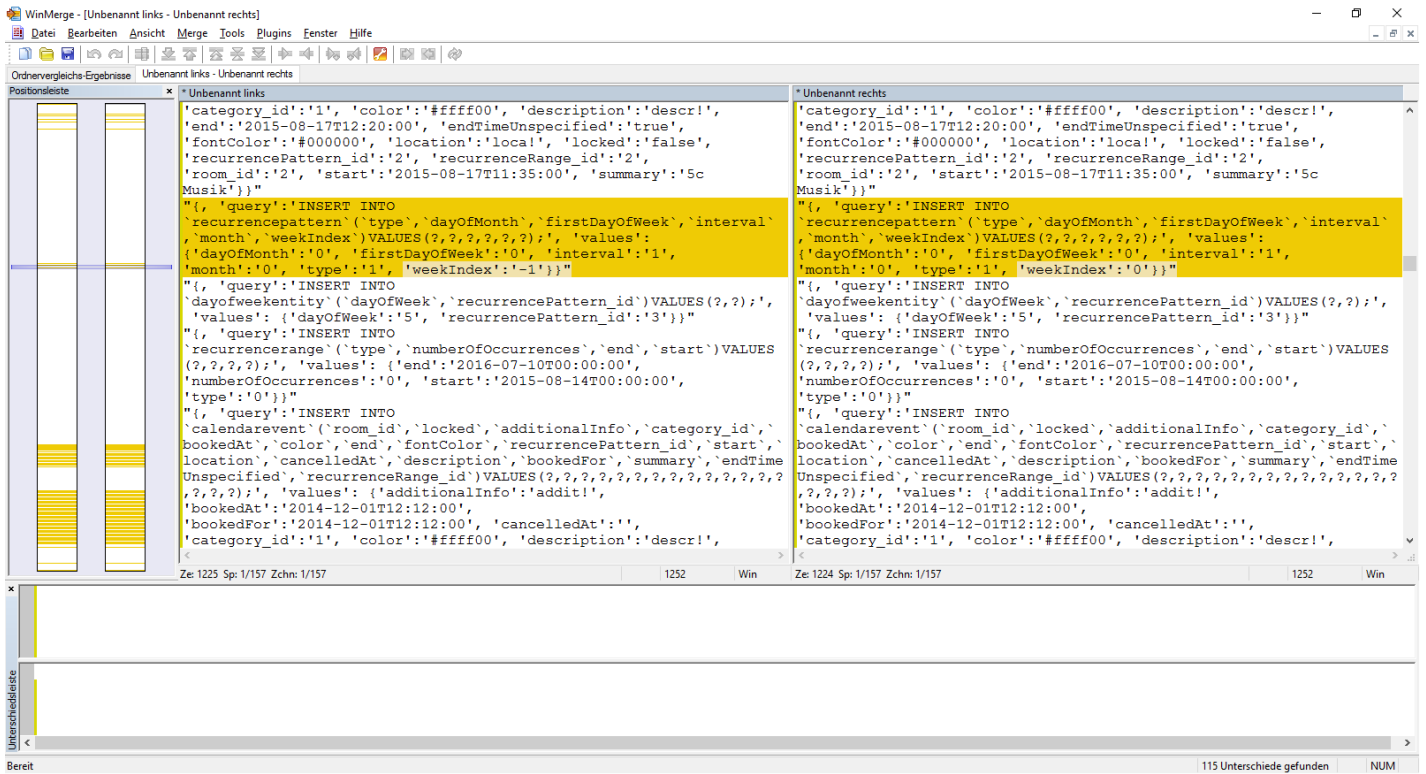 WinMerge - [Unbenannt links - Unbenannt rechts]
Datei Bearbeiten Ansicht Merge Tools Plugins Fenster Hilfe
Ordnervergleichs-Ergebnisse Unbenannt links - Unbenannt rechts
Positionsleiste
* Unbenannt links
'category_id':'1', 'color':'#ffff00', 'description':'descr!',
'end':'2015-08-17T12:20:00', 'endTimeUnspecified':'true',
'fontColor':'#000000', 'location':'loca!', 'locked':'false',
'recurrencePattern_id':'2', 'recurrenceRange_id':'2',
'room_id':'2', 'start':'2015-08-17T11:35:00', 'summary':'5c
Musik'}}"
"{, 'query':'INSERT INTO
`recurrencepattern`(`type`,`dayOfMonth`,`firstDayOfWeek`,`interval`
,`month`,`weekIndex`)VALUES(?,?,?,?,?,?);', 'values':
{'dayOfMonth':'0', 'firstDayOfWeek':'0', 'interval':'1',
'month':'0', 'type':'1', 'weekIndex':'-1'}}"
"{, 'query':'INSERT INTO
`dayofweekentity`(`dayOfWeek`,`recurrencePattern_id`)VALUES(?,?);',
'values': {'dayOfWeek':'5', 'recurrencePattern_id':'3'}}"
"{, 'query':'INSERT INTO
`recurrencerange`(`type`,`numberOfOccurrences`,`end`,`start`)VALUES
(?,?,?,?);', 'values': {'end':'2016-07-10T00:00:00',
'numberOfOccurrences':'0', 'start':'2015-08-14T00:00:00',
'type':'0'}}"
"{, 'query':'INSERT INTO
`calendarevent`(`room_id`,`locked`,`additionalInfo`,`category_id`,`
bookedAt`,`color`,`end`,`fontColor`,`recurrencePattern_id`,`start`,`
location`,`cancelledAt`,`description`,`bookedFor`,`summary`,`endTime
Unspecified`,`recurrenceRange_id`)VALUES(?,?,?,?,?,?,?,?,?,?,?,?,?,?
,?,?,?);', 'values': {'additionalInfo':'addit!',
'bookedAt':'2014-12-01T12:12:00',
'bookedFor':'2014-12-01T12:12:00', 'cancelledAt':'',
'category_id':'1', 'color':'#ffff00', 'description':'descr!',
Ze: 1225 Sp: 1/157 Zchn: 1/157 1252 Win
* Unbenannt rechts
'category_id':'1', 'color':'#ffff00', 'description':'descr!',
'end':'2015-08-17T12:20:00', 'endTimeUnspecified':'true',
'fontColor':'#000000', 'location':'loca!', 'locked':'false',
'recurrencePattern_id':'2', 'recurrenceRange_id':'2',
'room_id':'2', 'start':'2015-08-17T11:35:00', 'summary':'5c
Musik'}}"
"{, 'query':'INSERT INTO
`recurrencepattern`(`type`,`dayOfMonth`,`firstDayOfWeek`,`interval`
,`month`,`weekIndex`)VALUES(?,?,?,?,?,?);', 'values':
{'dayOfMonth':'0', 'firstDayOfWeek':'0', 'interval':'1',
'month':'0', 'type':'1', 'weekIndex':'0'}}"
"{, 'query':'INSERT INTO
`dayofweekentity`(`dayOfWeek`,`recurrencePattern_id`)VALUES(?,?);',
'values': {'dayOfWeek':'5', 'recurrencePattern_id':'3'}}"
"{, 'query':'INSERT INTO
`recurrencerange`(`type`,`numberOfOccurrences`,`end`,`start`)VALUES
(?,?,?,?);', 'values': {'end':'2016-07-10T00:00:00',
'numberOfOccurrences':'0', 'start':'2015-08-14T00:00:00',
'type':'0'}}"
"{, 'query':'INSERT INTO
`calendarevent`(`room_id`,`locked`,`additionalInfo`,`category_id`,`
bookedAt`,`color`,`end`,`fontColor`,`recurrencePattern_id`,`start`,`
location`,`cancelledAt`,`description`,`bookedFor`,`summary`,`endTime
Unspecified`,`recurrenceRange_id`)VALUES(?,?,?,?,?,?,?,?,?,?,?,?,?,?
,?,?,?);', 'values': {'additionalInfo':'addit!',
'bookedAt':'2014-12-01T12:12:00',
'bookedFor':'2014-12-01T12:12:00', 'cancelledAt':'',
'category_id':'1', 'color':'#ffff00', 'description':'descr!',
Ze: 1224 Sp: 1/157 Zchn: 1/157 1252 Win
Unterschiedsleiste
Bereit 115 Unterschiede gefunden NUM